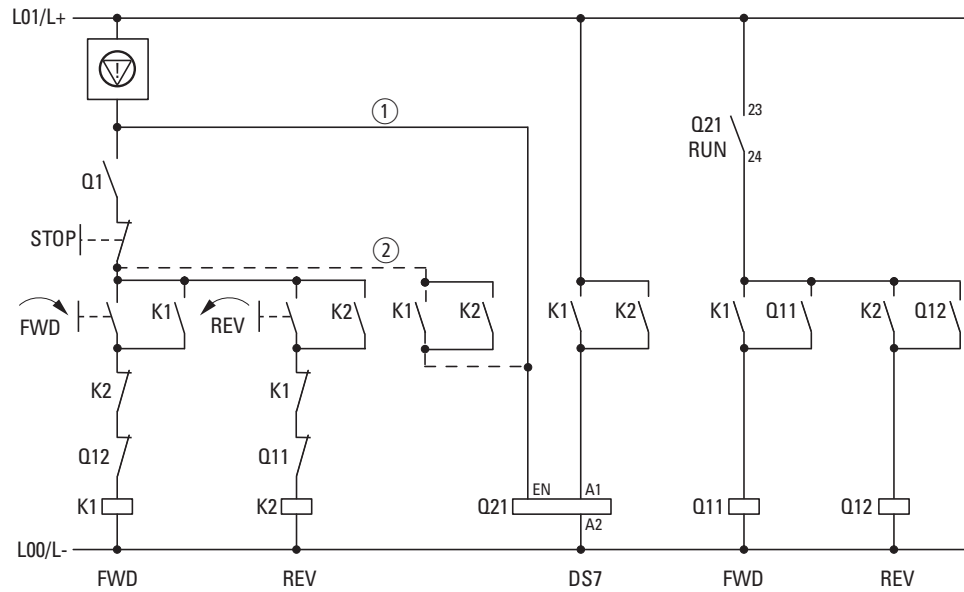 L01/L+
!
1
23
Q21
RUN
24
Q1
STOP
2
FWD
K1
REV
K2
K1
K2
K1
K2
K1
Q11
K2
Q12
K2
K1
Q12
Q11
K1
K2
Q21
EN
A1
A2
Q11
Q12
L00/L-
FWD
REV
DS7
FWD
REV